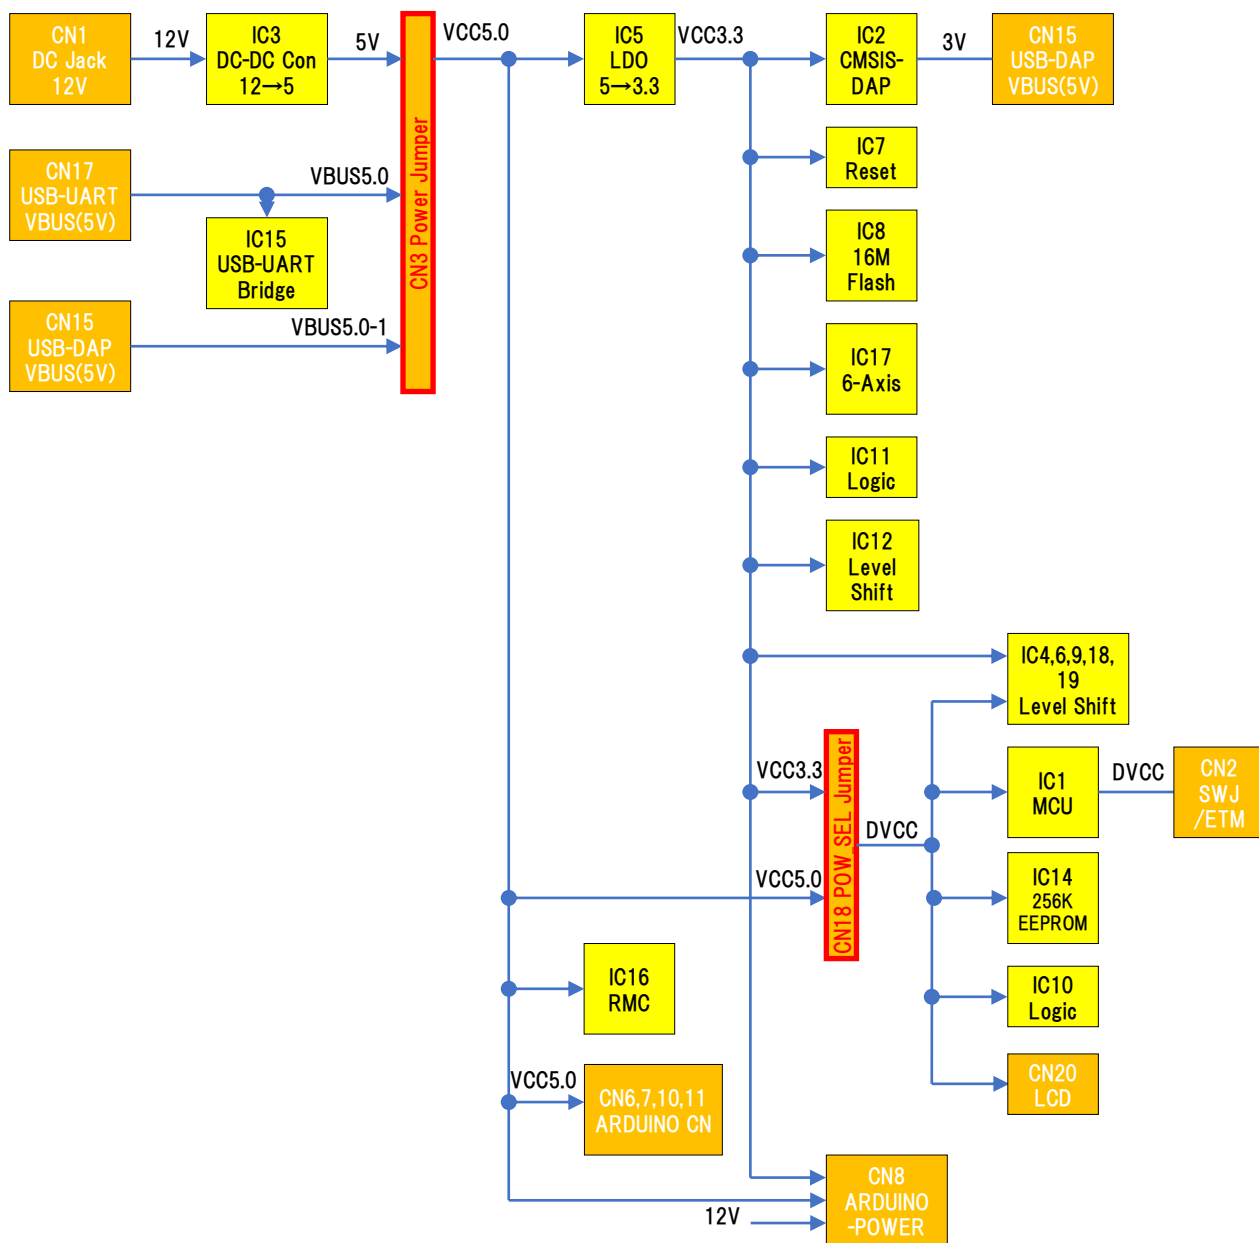 CN1
DC Jack
12V
12V
IC3
DC-DC Con
12→5
5V
CN3 Power Jumper
VCC5.0
IC5
LDO
5→3.3
VCC3.3
IC2
CMSIS-
DAP
3V
CN15
USB-DAP
VBUS(5V)
CN17
USB-UART
VBUS(5V)
VBUS5.0
IC15
USB-UART
Bridge
CN15
USB-DAP
VBUS(5V)
VBUS5.0-1
IC7
Reset
IC8
16M
Flash
IC17
6-Axis
IC11
Logic
IC12
Level
Shift
IC4,6,9,18,
19
Level Shift
VCC3.3
VCC5.0
CN18 POW_SEL Jumper
DVCC
IC1
MCU
DVCC
CN2
SWJ
/ETM
IC14
256K
EEPROM
IC10
Logic
CN20
LCD
IC16
RMC
VCC5.0
CN6,7,10,11
ARDUINO CN
12V
CN8
ARDUINO
-POWER